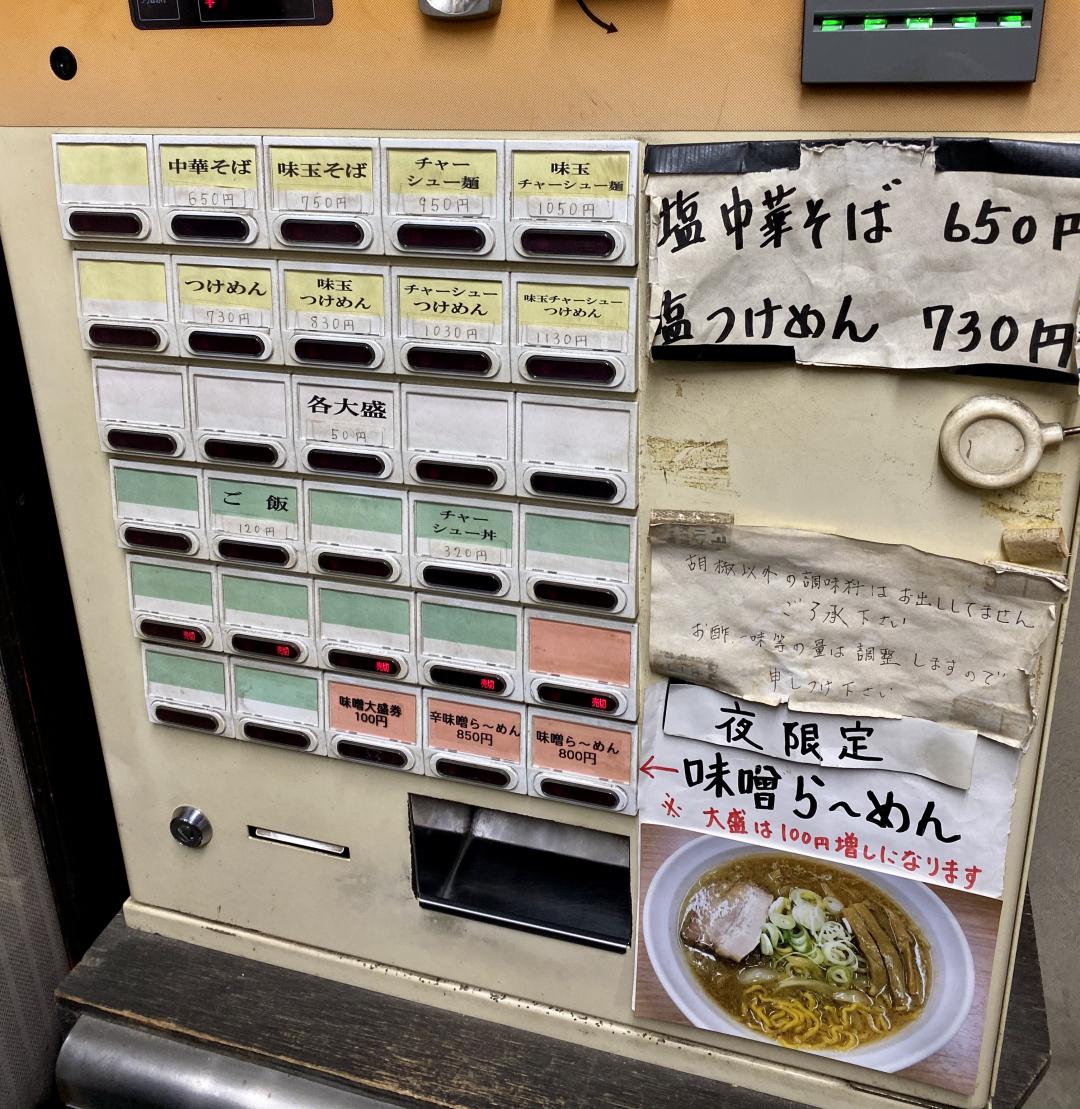 中華そば
650円
味玉そば
750円
チャー
シュー麺
950円
味玉
チャーシュー麺
1050円
つけめん
730円
味玉
つけめん
830円
チャーシュー
つけめん
1030円
味玉チャーシュー
つけめん
1130円
各大盛
50円
ご 飯
120円
チャー
シュー丼
320円
売切
売切
売切
売切
売切
味噌大盛券
100円
辛味噌ら〜めん
850円
味噌ら〜めん
800円
塩中華そば 650円
塩つけめん 730円
胡椒以外の調味料はお出ししてません
ご了承下さい
お酢、一味等の量は調整しますので
申しつけ下さい
夜限定
←味噌ら〜めん
※ 大盛は100円増しになります